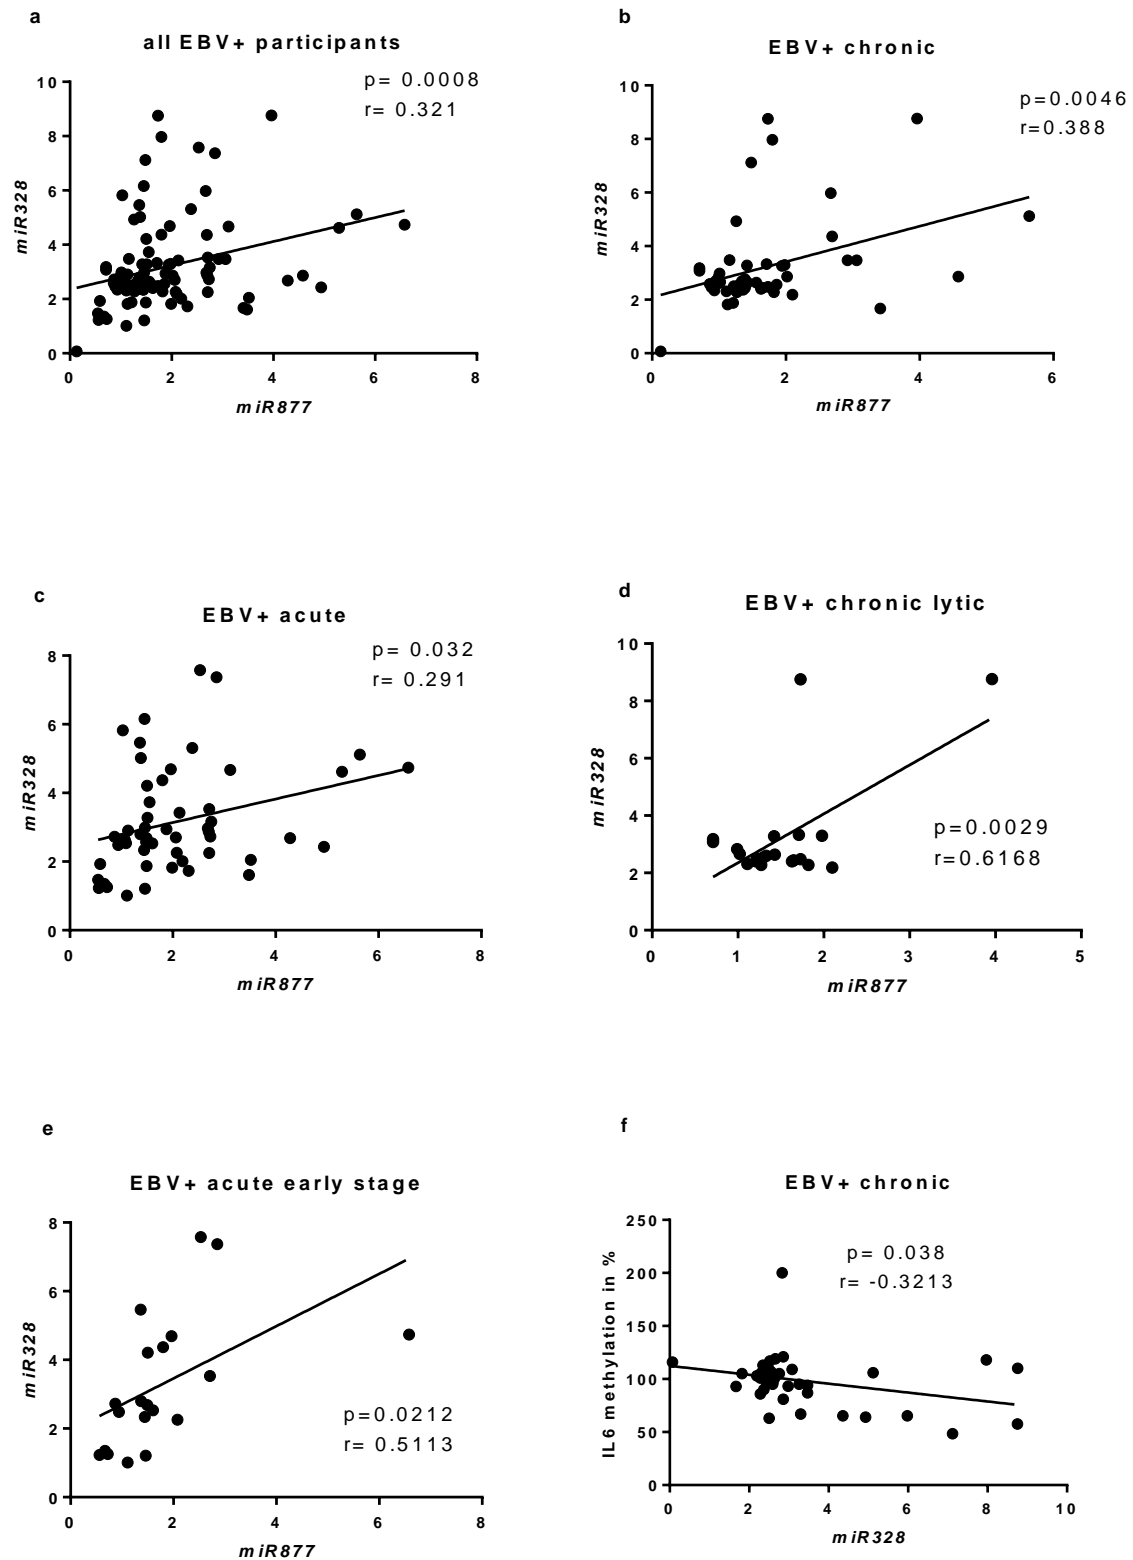 a
all EBV+ participants
p= 0.0008
r= 0.321
10
8
6
4
2
0
miR328
0 2 4 6 8
miR877
b
EBV+ chronic
p=0.0046
r=0.388
10
8
6
4
2
0
miR328
0 2 4 6
miR877
c
EBV+ acute
p= 0.032
r= 0.291
8
6
4
2
0
miR328
0 2 4 6 8
miR877
d
EBV+ chronic lytic
10
8
6
4
2
0
miR328
p=0.0029
r=0.6168
0 1 2 3 4 5
miR877
e
EBV+ acute early stage
8
6
4
2
0
miR328
p=0.0212
r= 0.5113
0 2 4 6 8
miR877
f
EBV+ chronic
p= 0.038
r= -0.3213
250
200
150
100
50
0
IL6 methylation in %
0 2 4 6 8 10
miR328